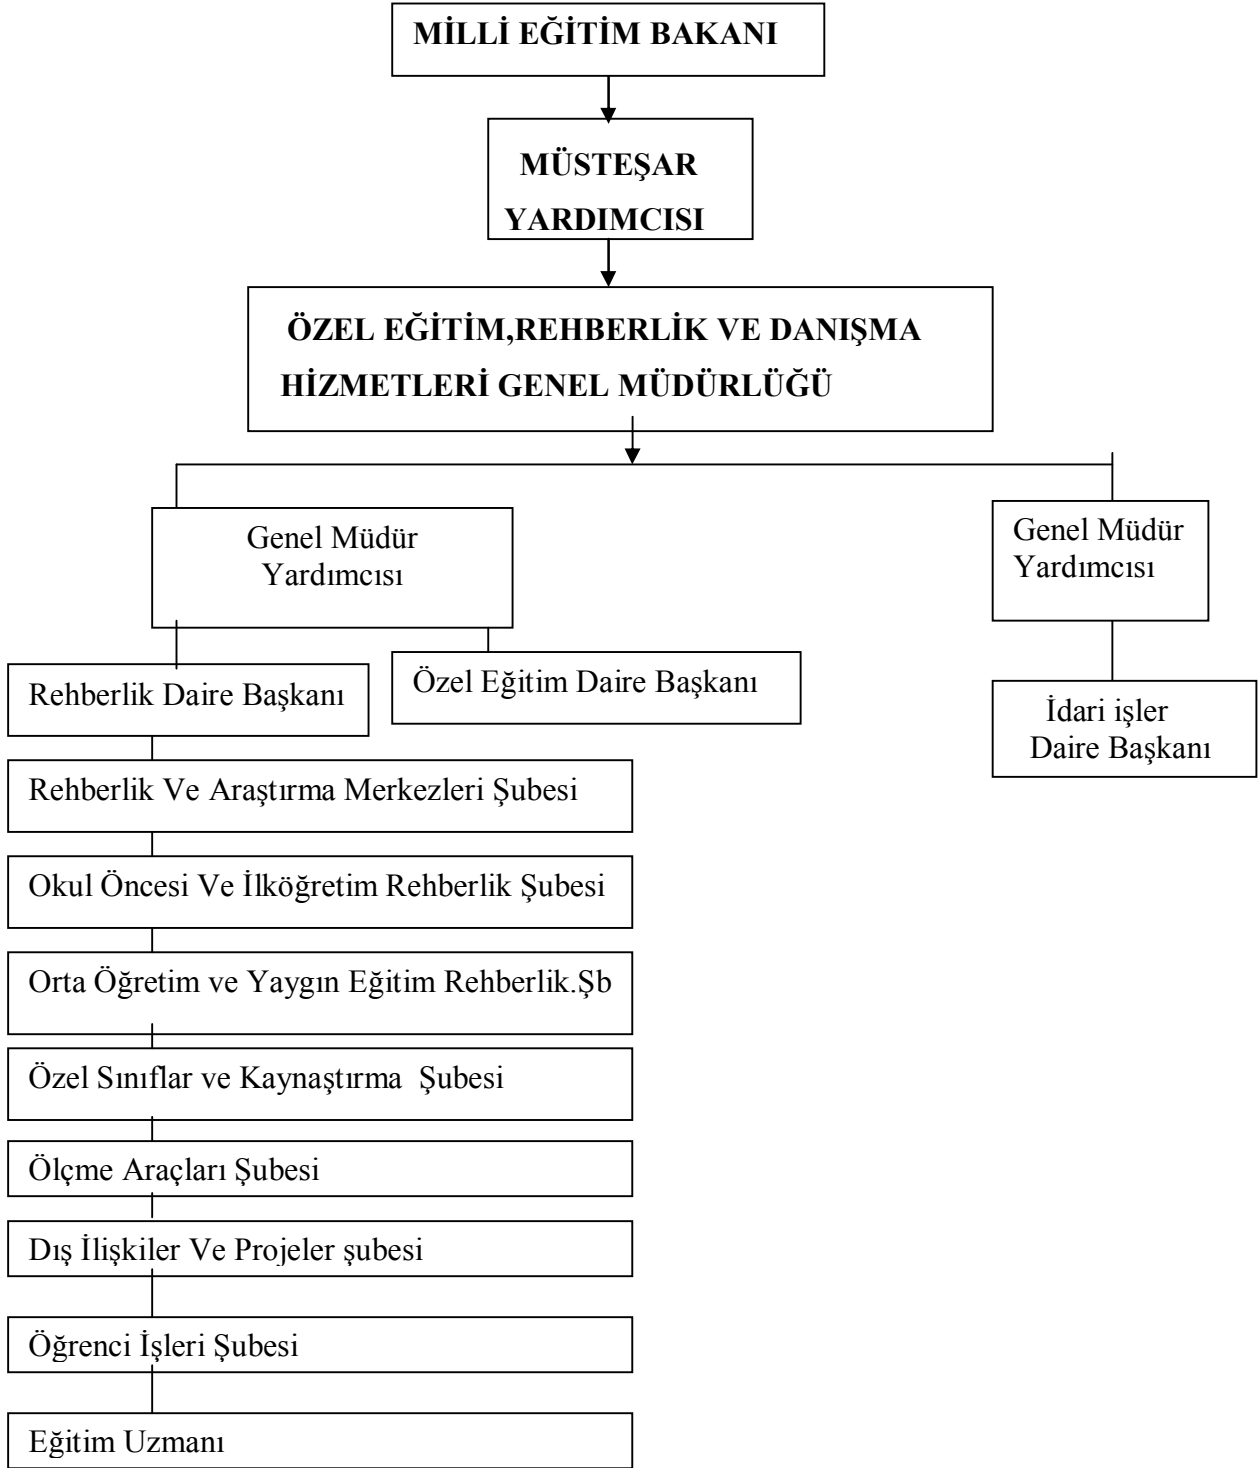 MİLLİ EĞİTİM BAKANI
MÜSTEŞAR
YARDIMCISI
ÖZEL EĞİTİM,REHBERLİK VE DANIŞMA
HİZMETLERİ GENEL MÜDÜRLÜĞÜ
Genel Müdür
Yardımcısı
Genel Müdür
Yardımcısı
Rehberlik Daire Başkanı
Özel Eğitim Daire Başkanı
İdari işler
Daire Başkanı
Rehberlik Ve Araştırma Merkezleri Şubesi
Okul Öncesi Ve İlköğretim Rehberlik Şubesi
Orta Öğretim ve Yaygın Eğitim Rehberlik.Şb
Özel Sınıflar ve Kaynaştırma  Şubesi
Ölçme Araçları Şubesi
Dış İlişkiler Ve Projeler şubesi
Öğrenci İşleri Şubesi
Eğitim Uzmanı